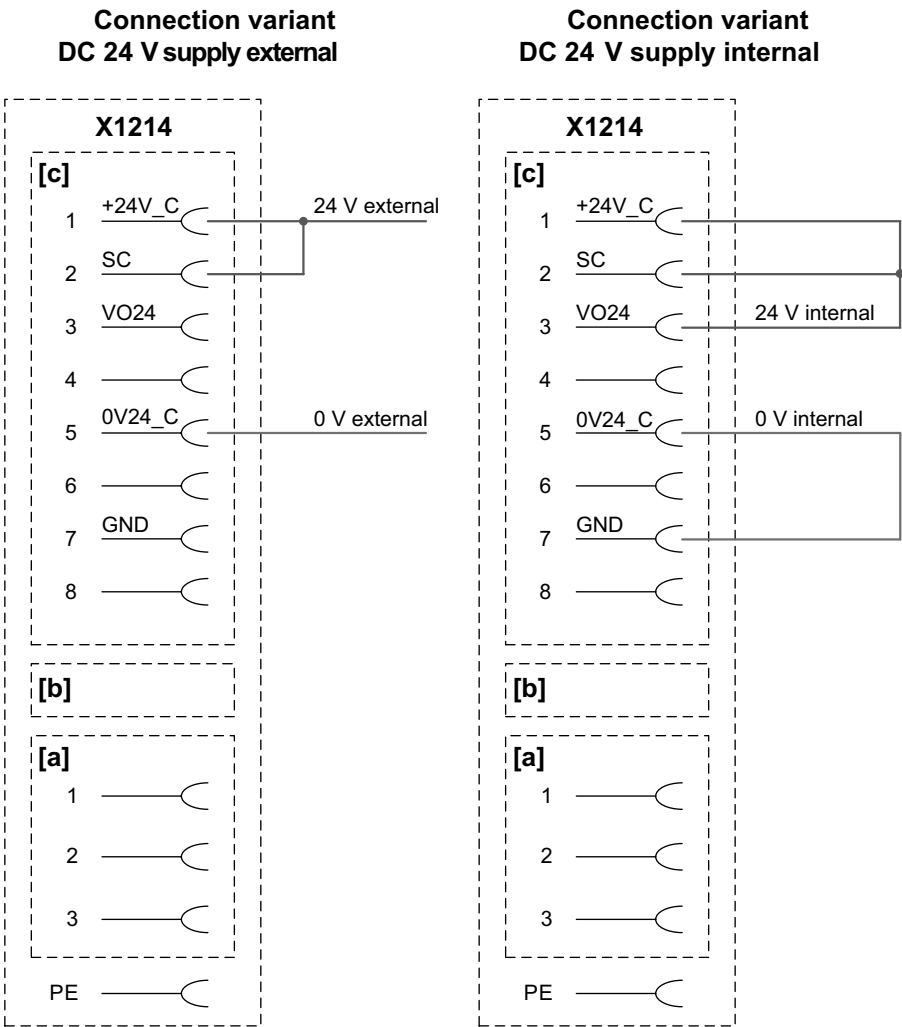 Connection variant
DC 24 V supply external
X1214
[c]
1 +24V_C 24 V external
2 SC
3 VO24
4
5 0V24_C 0 V external
6
7 GND
8
[b]
[a]
1
2
3
PE
Connection variant
DC 24 V supply internal
X1214
[c]
1 +24V_C
2 SC
3 VO24 24 V internal
4
5 0V24_C 0 V internal
6
7 GND
8
[b]
[a]
1
2
3
PE